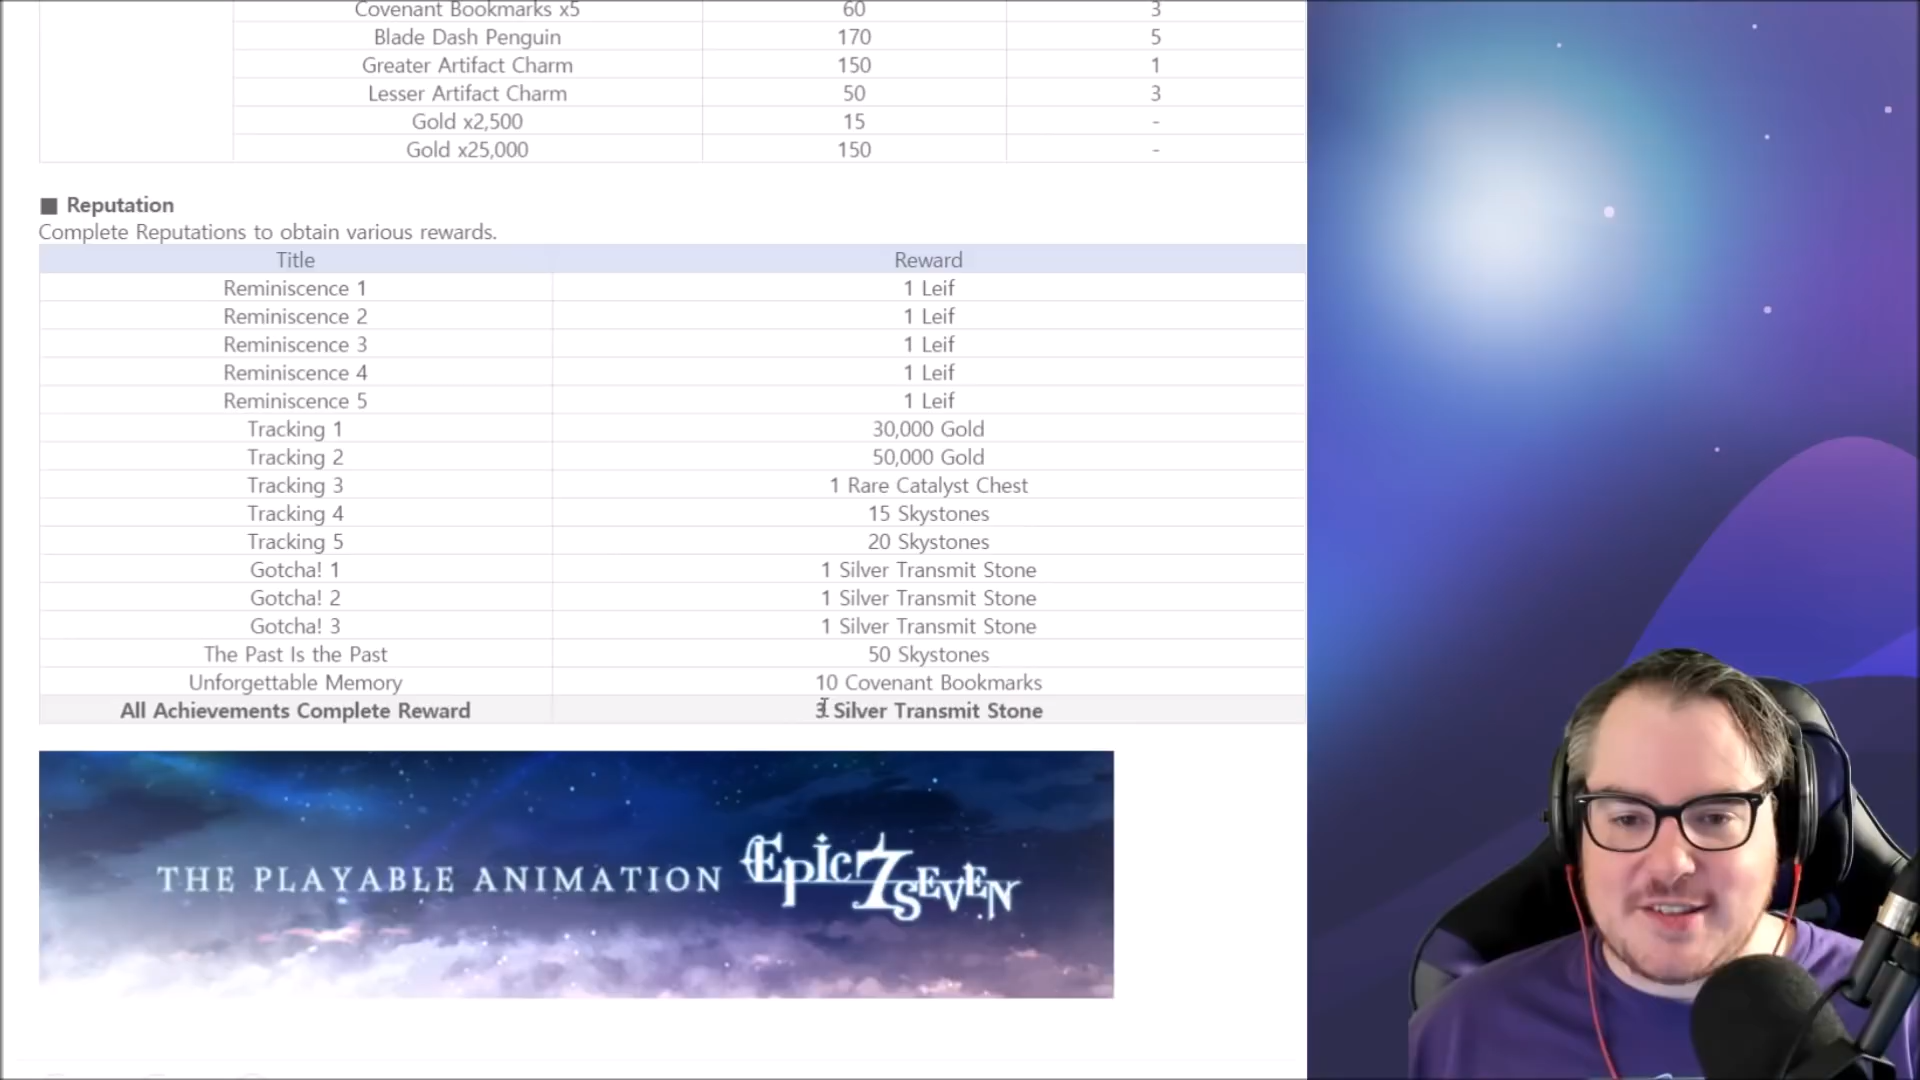 Covenant Bookmarks x5 60 3
Blade Dash Penguin 170 5
Greater Artifact Charm 150 1
Lesser Artifact Charm 50 3
Gold x2,500 15 -
Gold x25,000 150 -
■ Reputation
Complete Reputations to obtain various rewards.
Title Reward
Reminiscence 1 1 Leif
Reminiscence 2 1 Leif
Reminiscence 3 1 Leif
Reminiscence 4 1 Leif
Reminiscence 5 1 Leif
Tracking 1 30,000 Gold
Tracking 2 50,000 Gold
Tracking 3 1 Rare Catalyst Chest
Tracking 4 15 Skystones
Tracking 5 20 Skystones
Gotcha! 1 1 Silver Transmit Stone
Gotcha! 2 1 Silver Transmit Stone
Gotcha! 3 1 Silver Transmit Stone
The Past Is the Past 50 Skystones
Unforgettable Memory 10 Covenant Bookmarks
All Achievements Complete Reward 3 Silver Transmit Stone
THE PLAYABLE ANIMATION Epic7 SEVEN